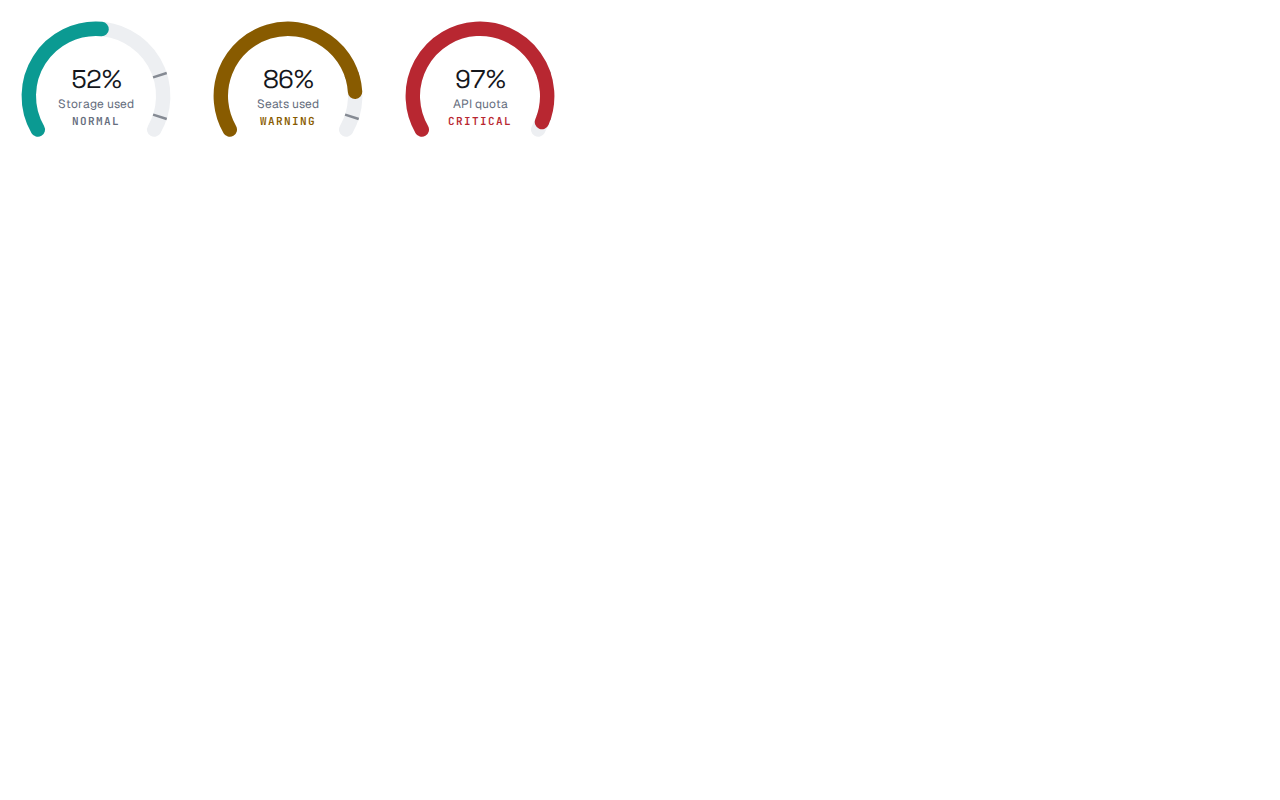 52%
Storage used
NORMAL
86%
Seats used
WARNING
97%
API quota
CRITICAL